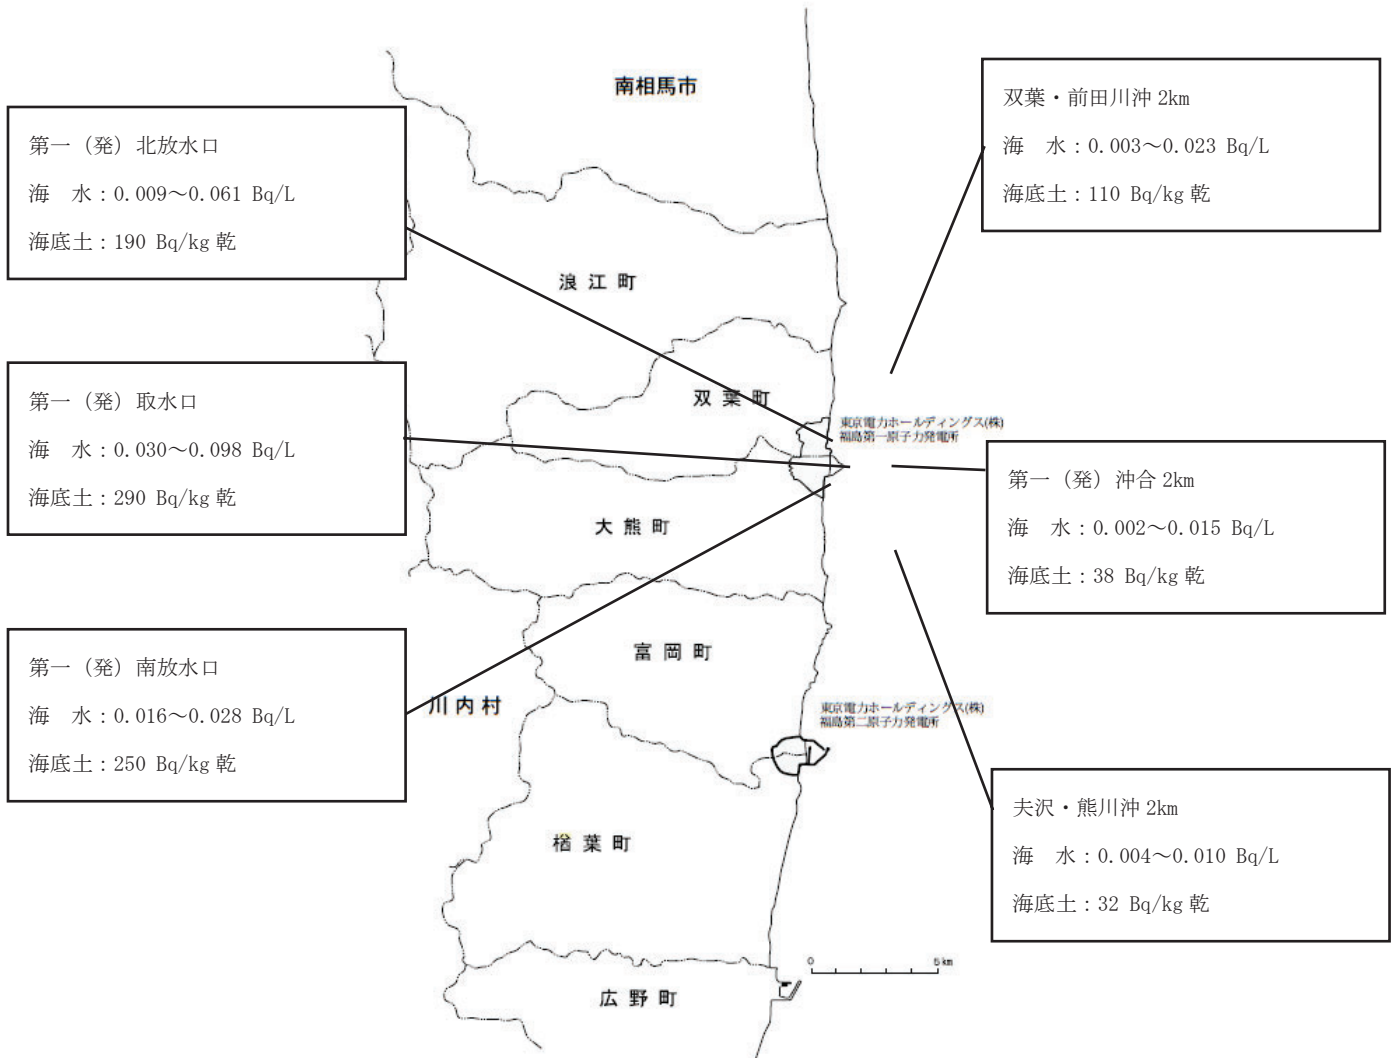 南相馬市
双葉・前田川沖 2km
海　水：0.003～0.023 Bq/L
海底土：110 Bq/kg 乾
第一（発）北放水口
海　水：0.009～0.061 Bq/L
海底土：190 Bq/kg 乾
浪江町
第一（発）取水口
海　水：0.030～0.098 Bq/L
海底土：290 Bq/kg 乾
双葉町
東京電力ホールディングス(株)
福島第一原子力発電所
第一（発）沖合 2km
海　水：0.002～0.015 Bq/L
海底土：38 Bq/kg 乾
大熊町
第一（発）南放水口
海　水：0.016～0.028 Bq/L
海底土：250 Bq/kg 乾
富岡町
川内村
東京電力ホールディングス(株)
福島第二原子力発電所
夫沢・熊川沖 2km
海　水：0.004～0.010 Bq/L
海底土：32 Bq/kg 乾
楢葉町
0 5km
広野町